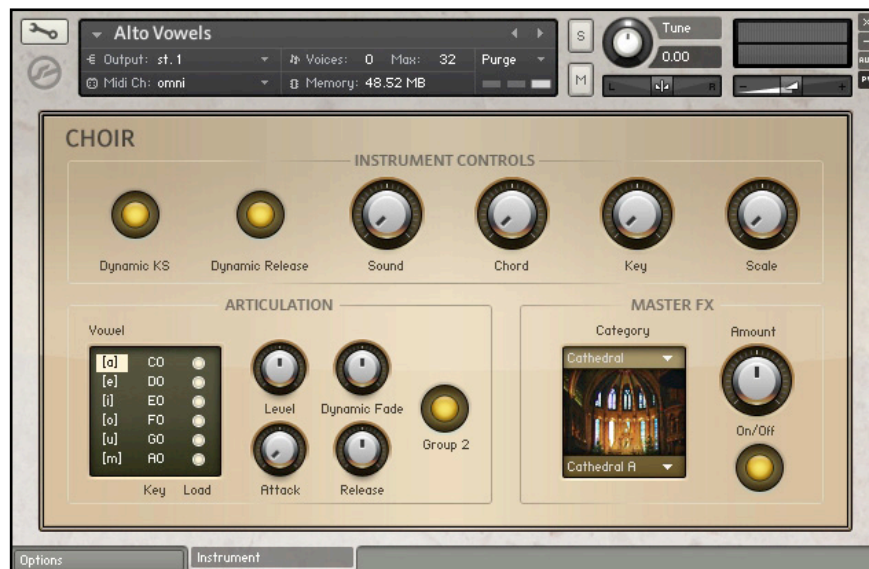 Alto Vowels
Output: st. 1
Voices: 0 Max: 32 Purge
Midi Ch: omni
Memory: 48.52 MB
S
M
Tune
0.00
L R
- +
AU
CHOIR
INSTRUMENT CONTROLS
Dynamic KS Dynamic Release Sound Chord Key Scale
ARTICULATION
Vowel
[a] C0
[e] D0
[i] E0
[o] F0
[u] G0
[m] A0
Key Load
Level Dynamic Fade
Attack Release
Group 2
MASTER FX
Category Amount
Cathedral
On/Off
Cathedral A
Options Instrument